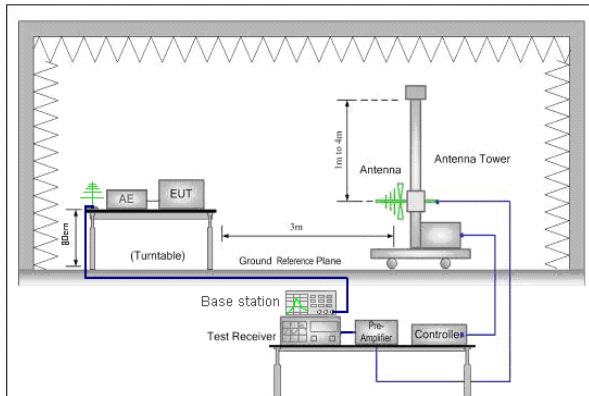 1m to 4m
Antenna
Antenna Tower
AE
EUT
3m
(Turntable)
Ground Reference Plane
Base station
Test Receiver
Pre-
Amplifier
Controller